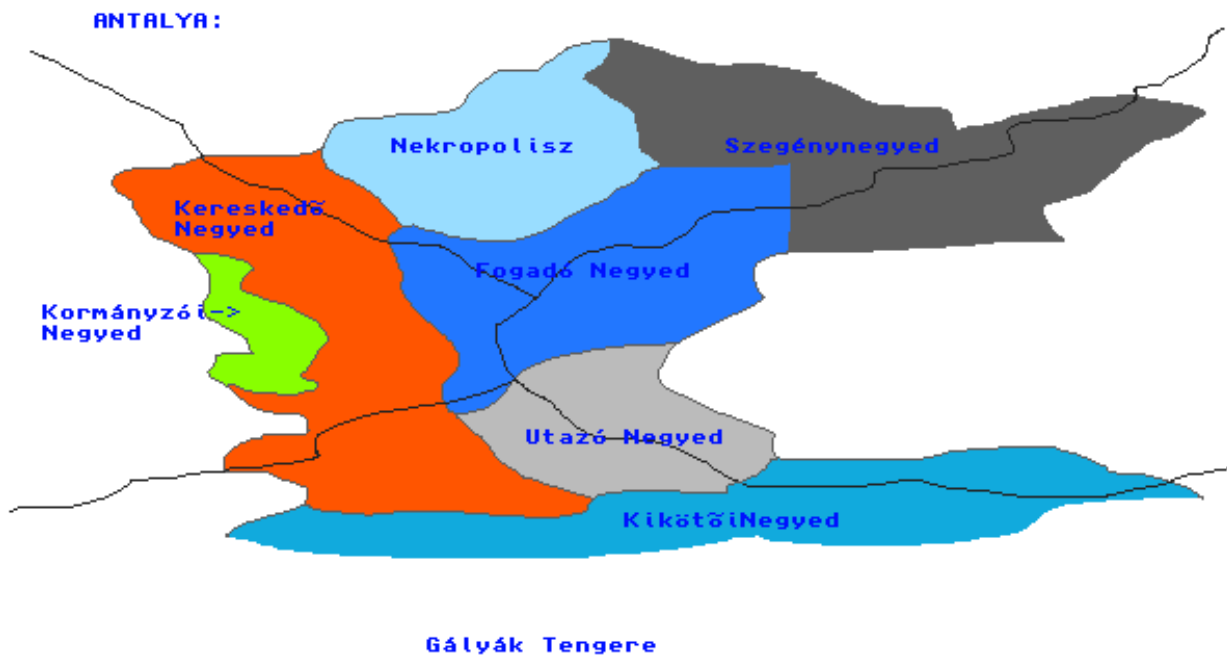 ANTALYA:
Nekropolisz
Szegénynegyed
Kereskedõ
Negyed
Fogadó Negyed
Kormányzói->
Negyed
Utazó Negyed
KikötõiNegyed
Gályák Tengere